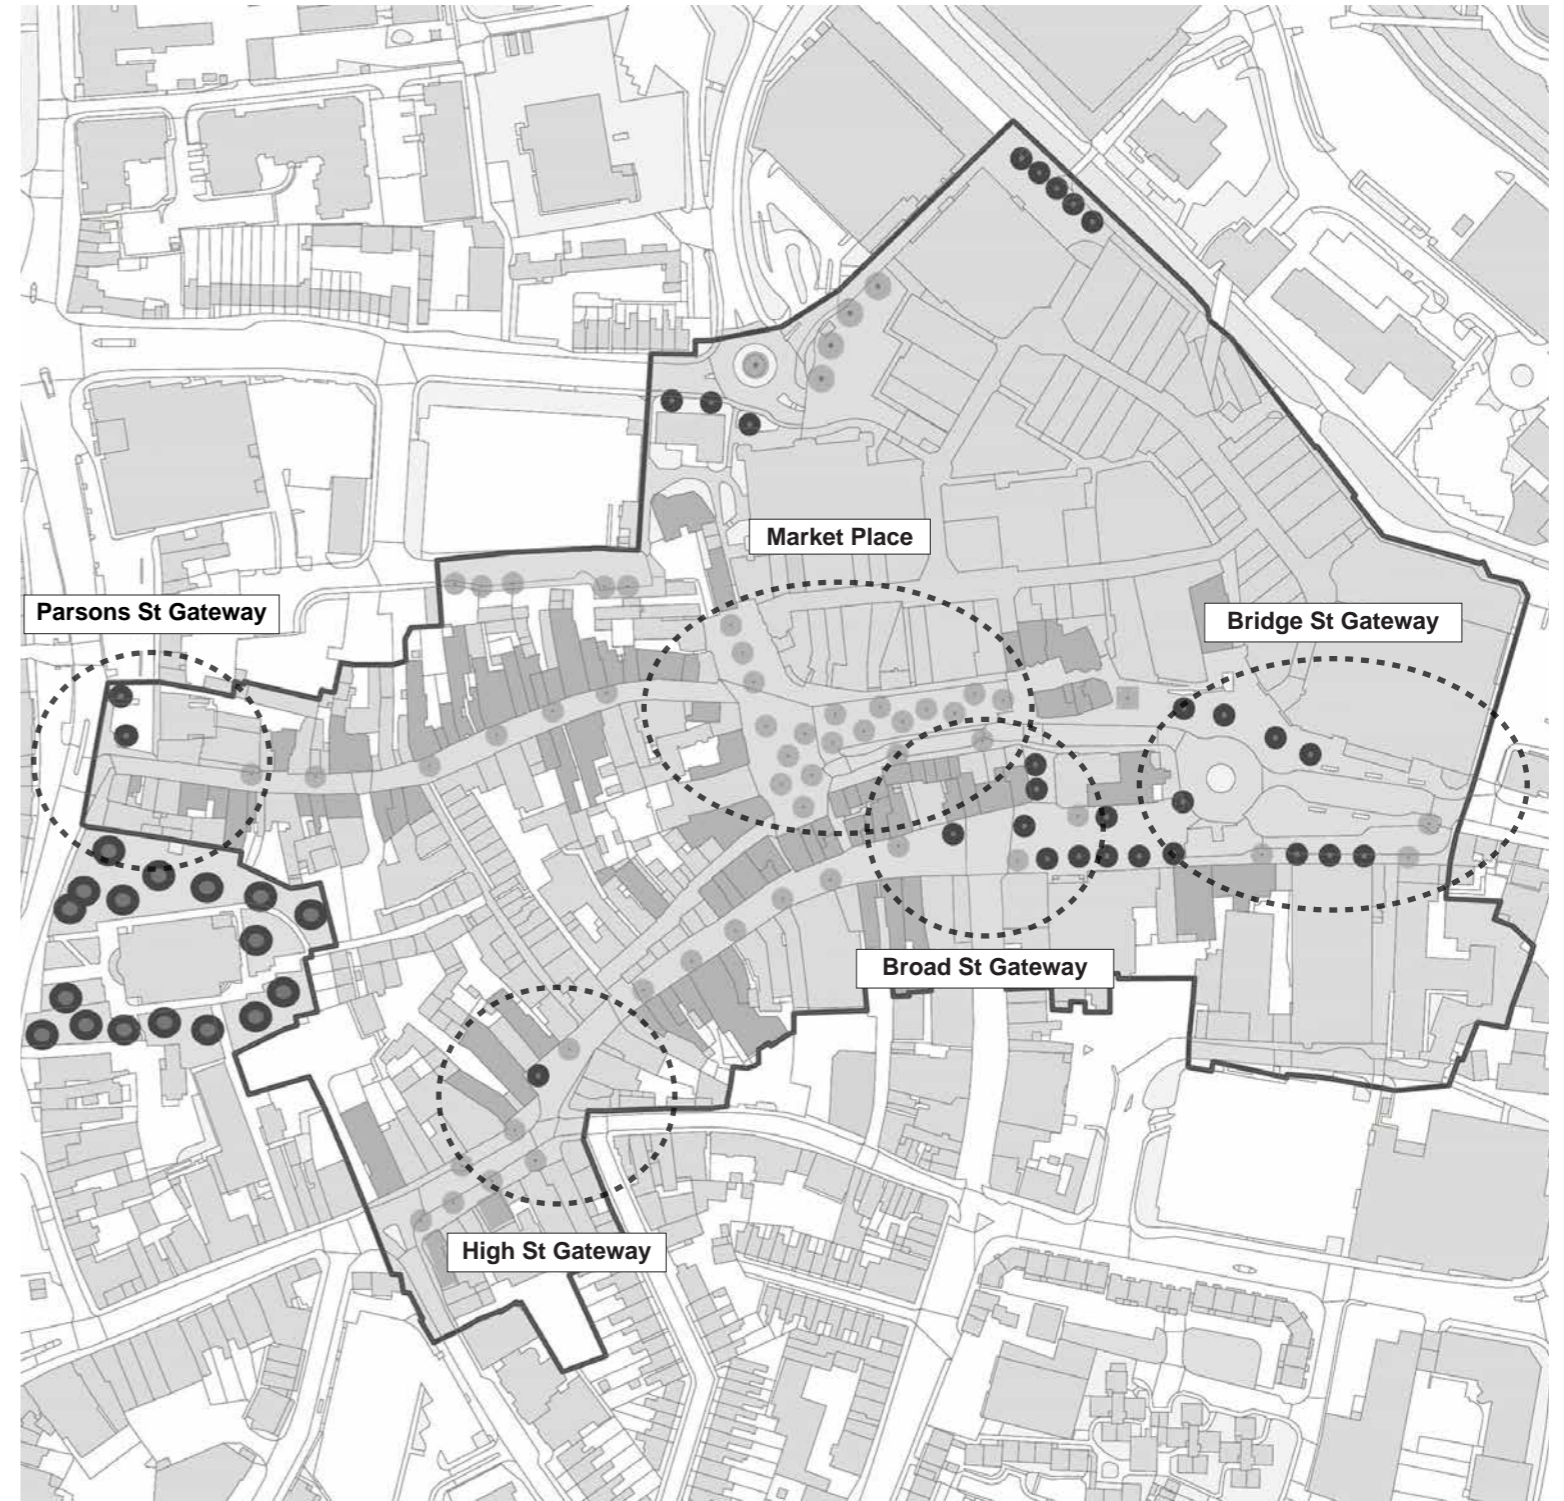 Market Place
Parsons St Gateway
Bridge St Gateway
Broad St Gateway
High St Gateway